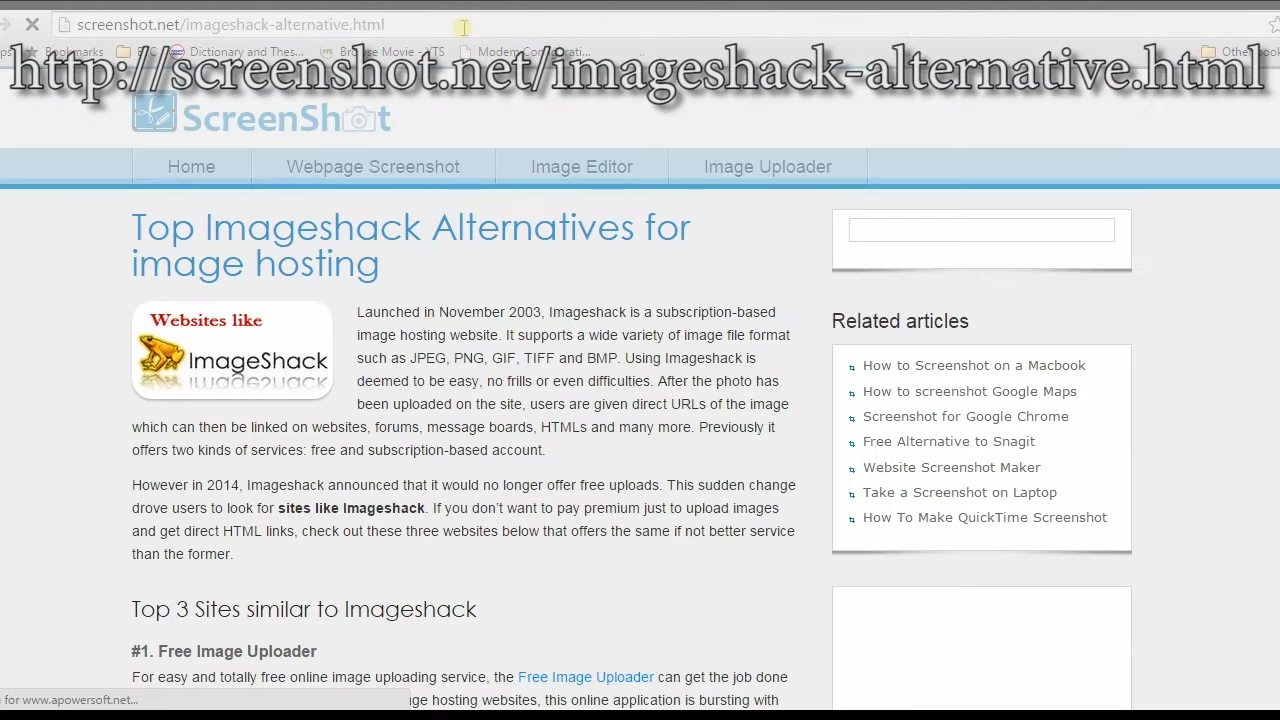 screenshot.net/imageshack-alternative.html
Bookmarks
Dictionary and Thes...
Browse Movie - YTS
Modem Configurati...
http://screenshot.net/imageshack-alternative.html
ScreenShot
Home
Webpage Screenshot
Image Editor
Image Uploader
Top Imageshack Alternatives for
image hosting
Websites like
ImageShack
Launched in November 2003, Imageshack is a subscription-based
image hosting website. It supports a wide variety of image file format
such as JPEG, PNG, GIF, TIFF and BMP. Using Imageshack is
deemed to be easy, no frills or even difficulties. After the photo has
been uploaded on the site, users are given direct URLs of the image
which can then be linked on websites, forums, message boards, HTMLs and many more. Previously it
offers two kinds of services: free and subscription-based account.
However in 2014, Imageshack announced that it would no longer offer free uploads. This sudden change
drove users to look for sites like Imageshack. If you don’t want to pay premium just to upload images
and get direct HTML links, check out these three websites below that offers the same if not better service
than the former.
Top 3 Sites similar to Imageshack
#1. Free Image Uploader
For easy and totally free online image uploading service, the Free Image Uploader can get the job done
ge hosting websites, this online application is bursting with
Related articles
How to Screenshot on a Macbook
How to screenshot Google Maps
Screenshot for Google Chrome
Free Alternative to Snagit
Website Screenshot Maker
Take a Screenshot on Laptop
How To Make QuickTime Screenshot
for www.apowersoft.net...